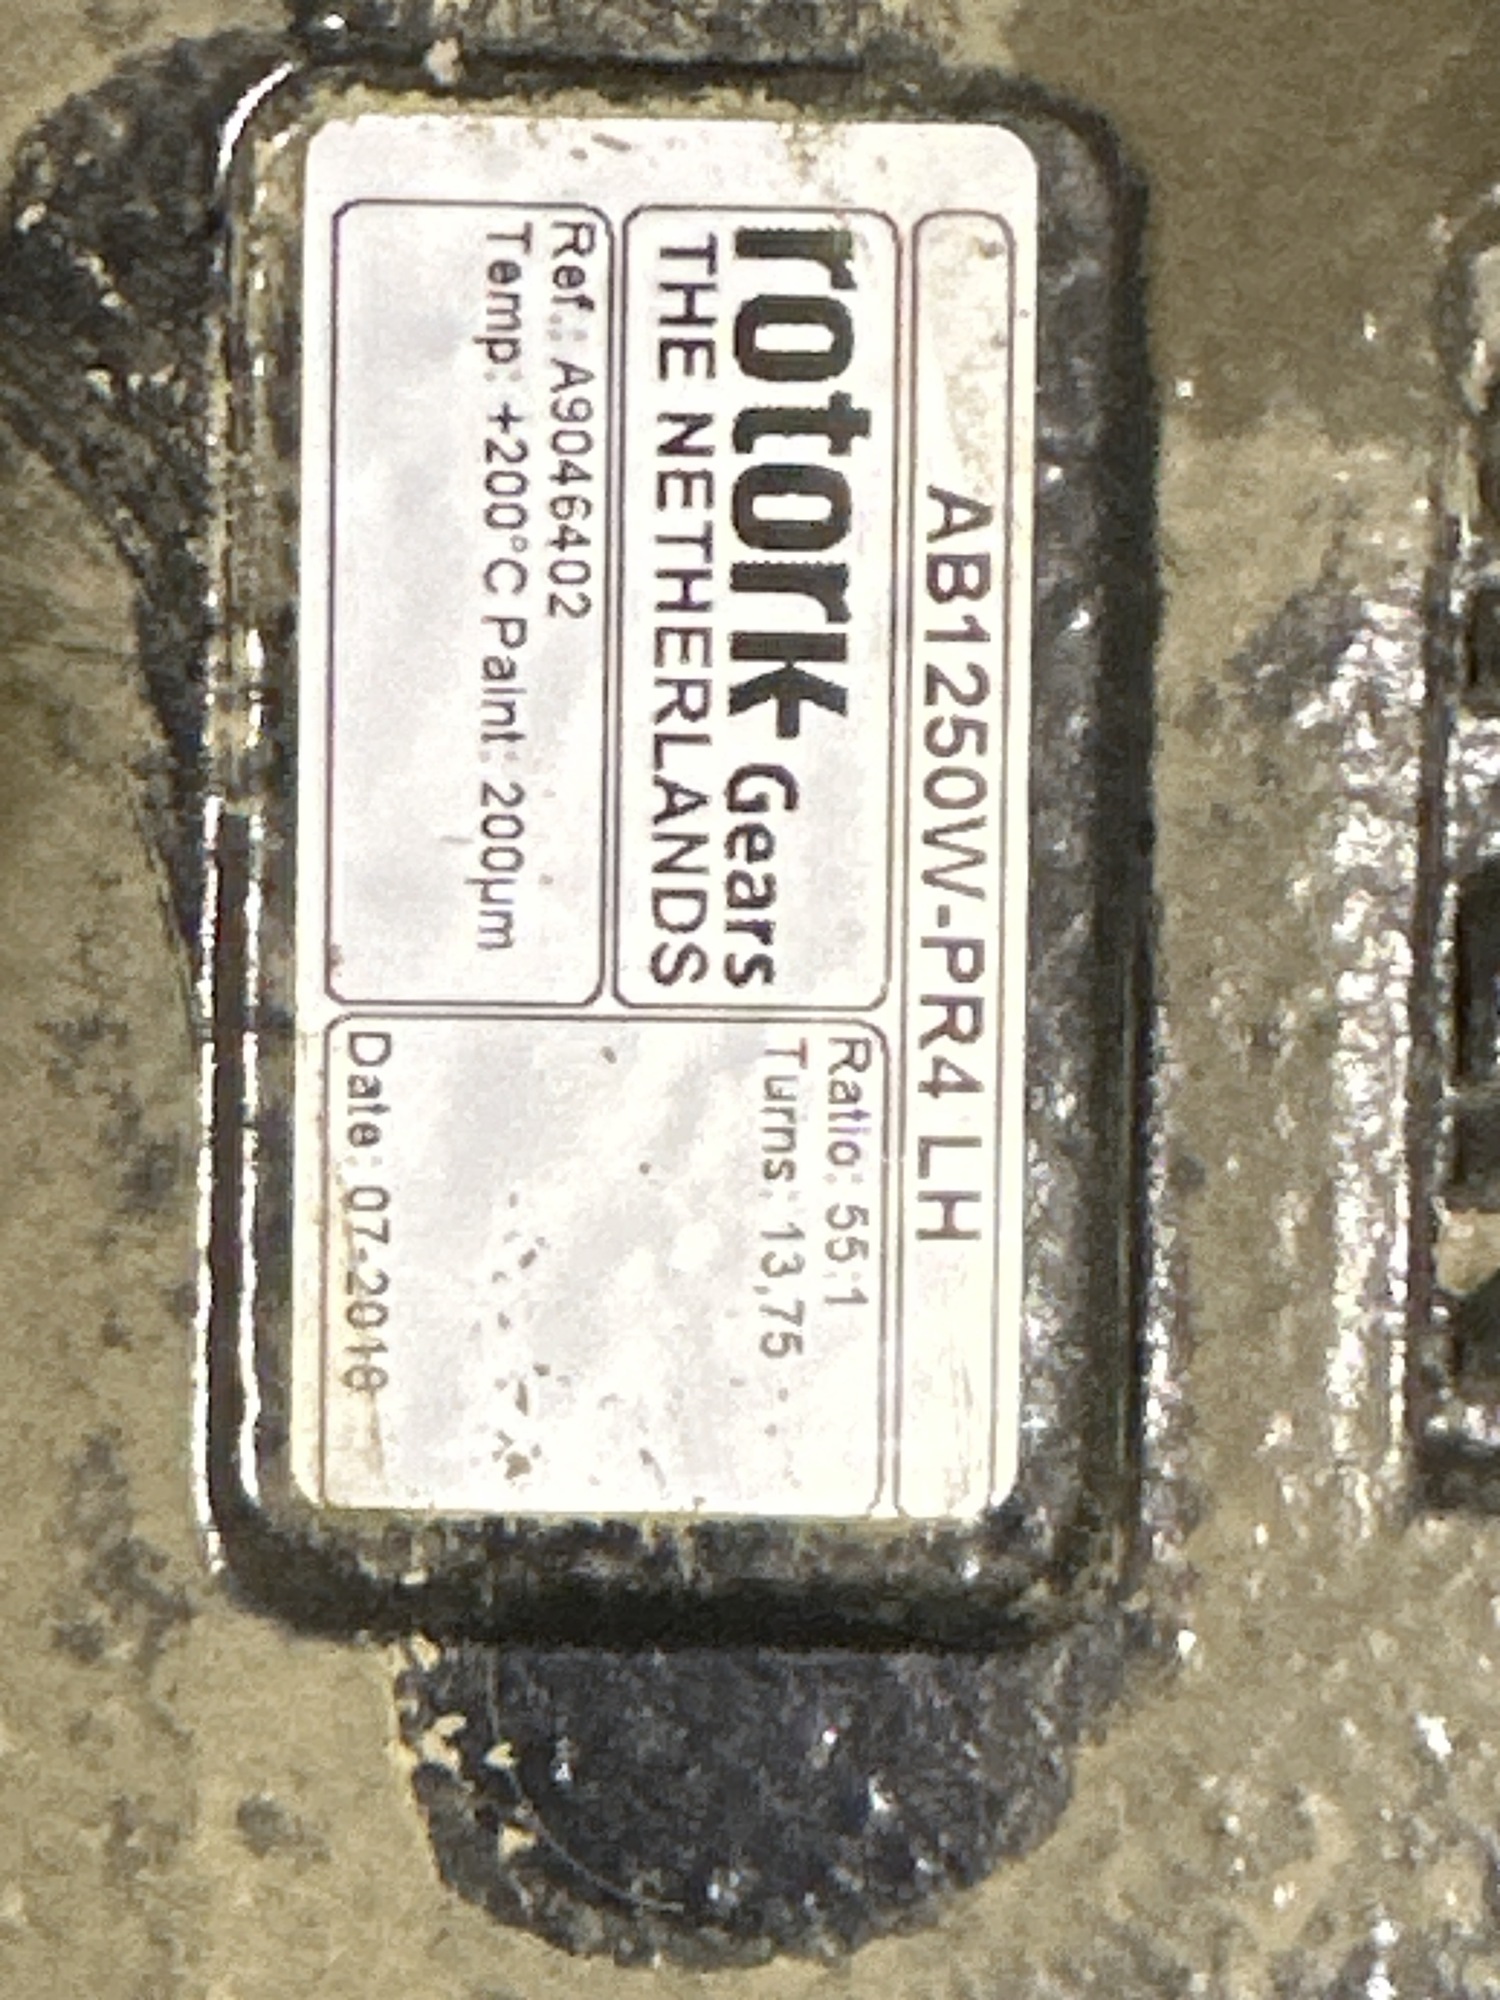 AB1250W-PR4 LH
rotork Gears
THE NETHERLANDS
Ref.: A9046402
Temp: +200°C Paint: 200µm
Ratio: 55:1
Turns: 13,75
Date: 07-2018